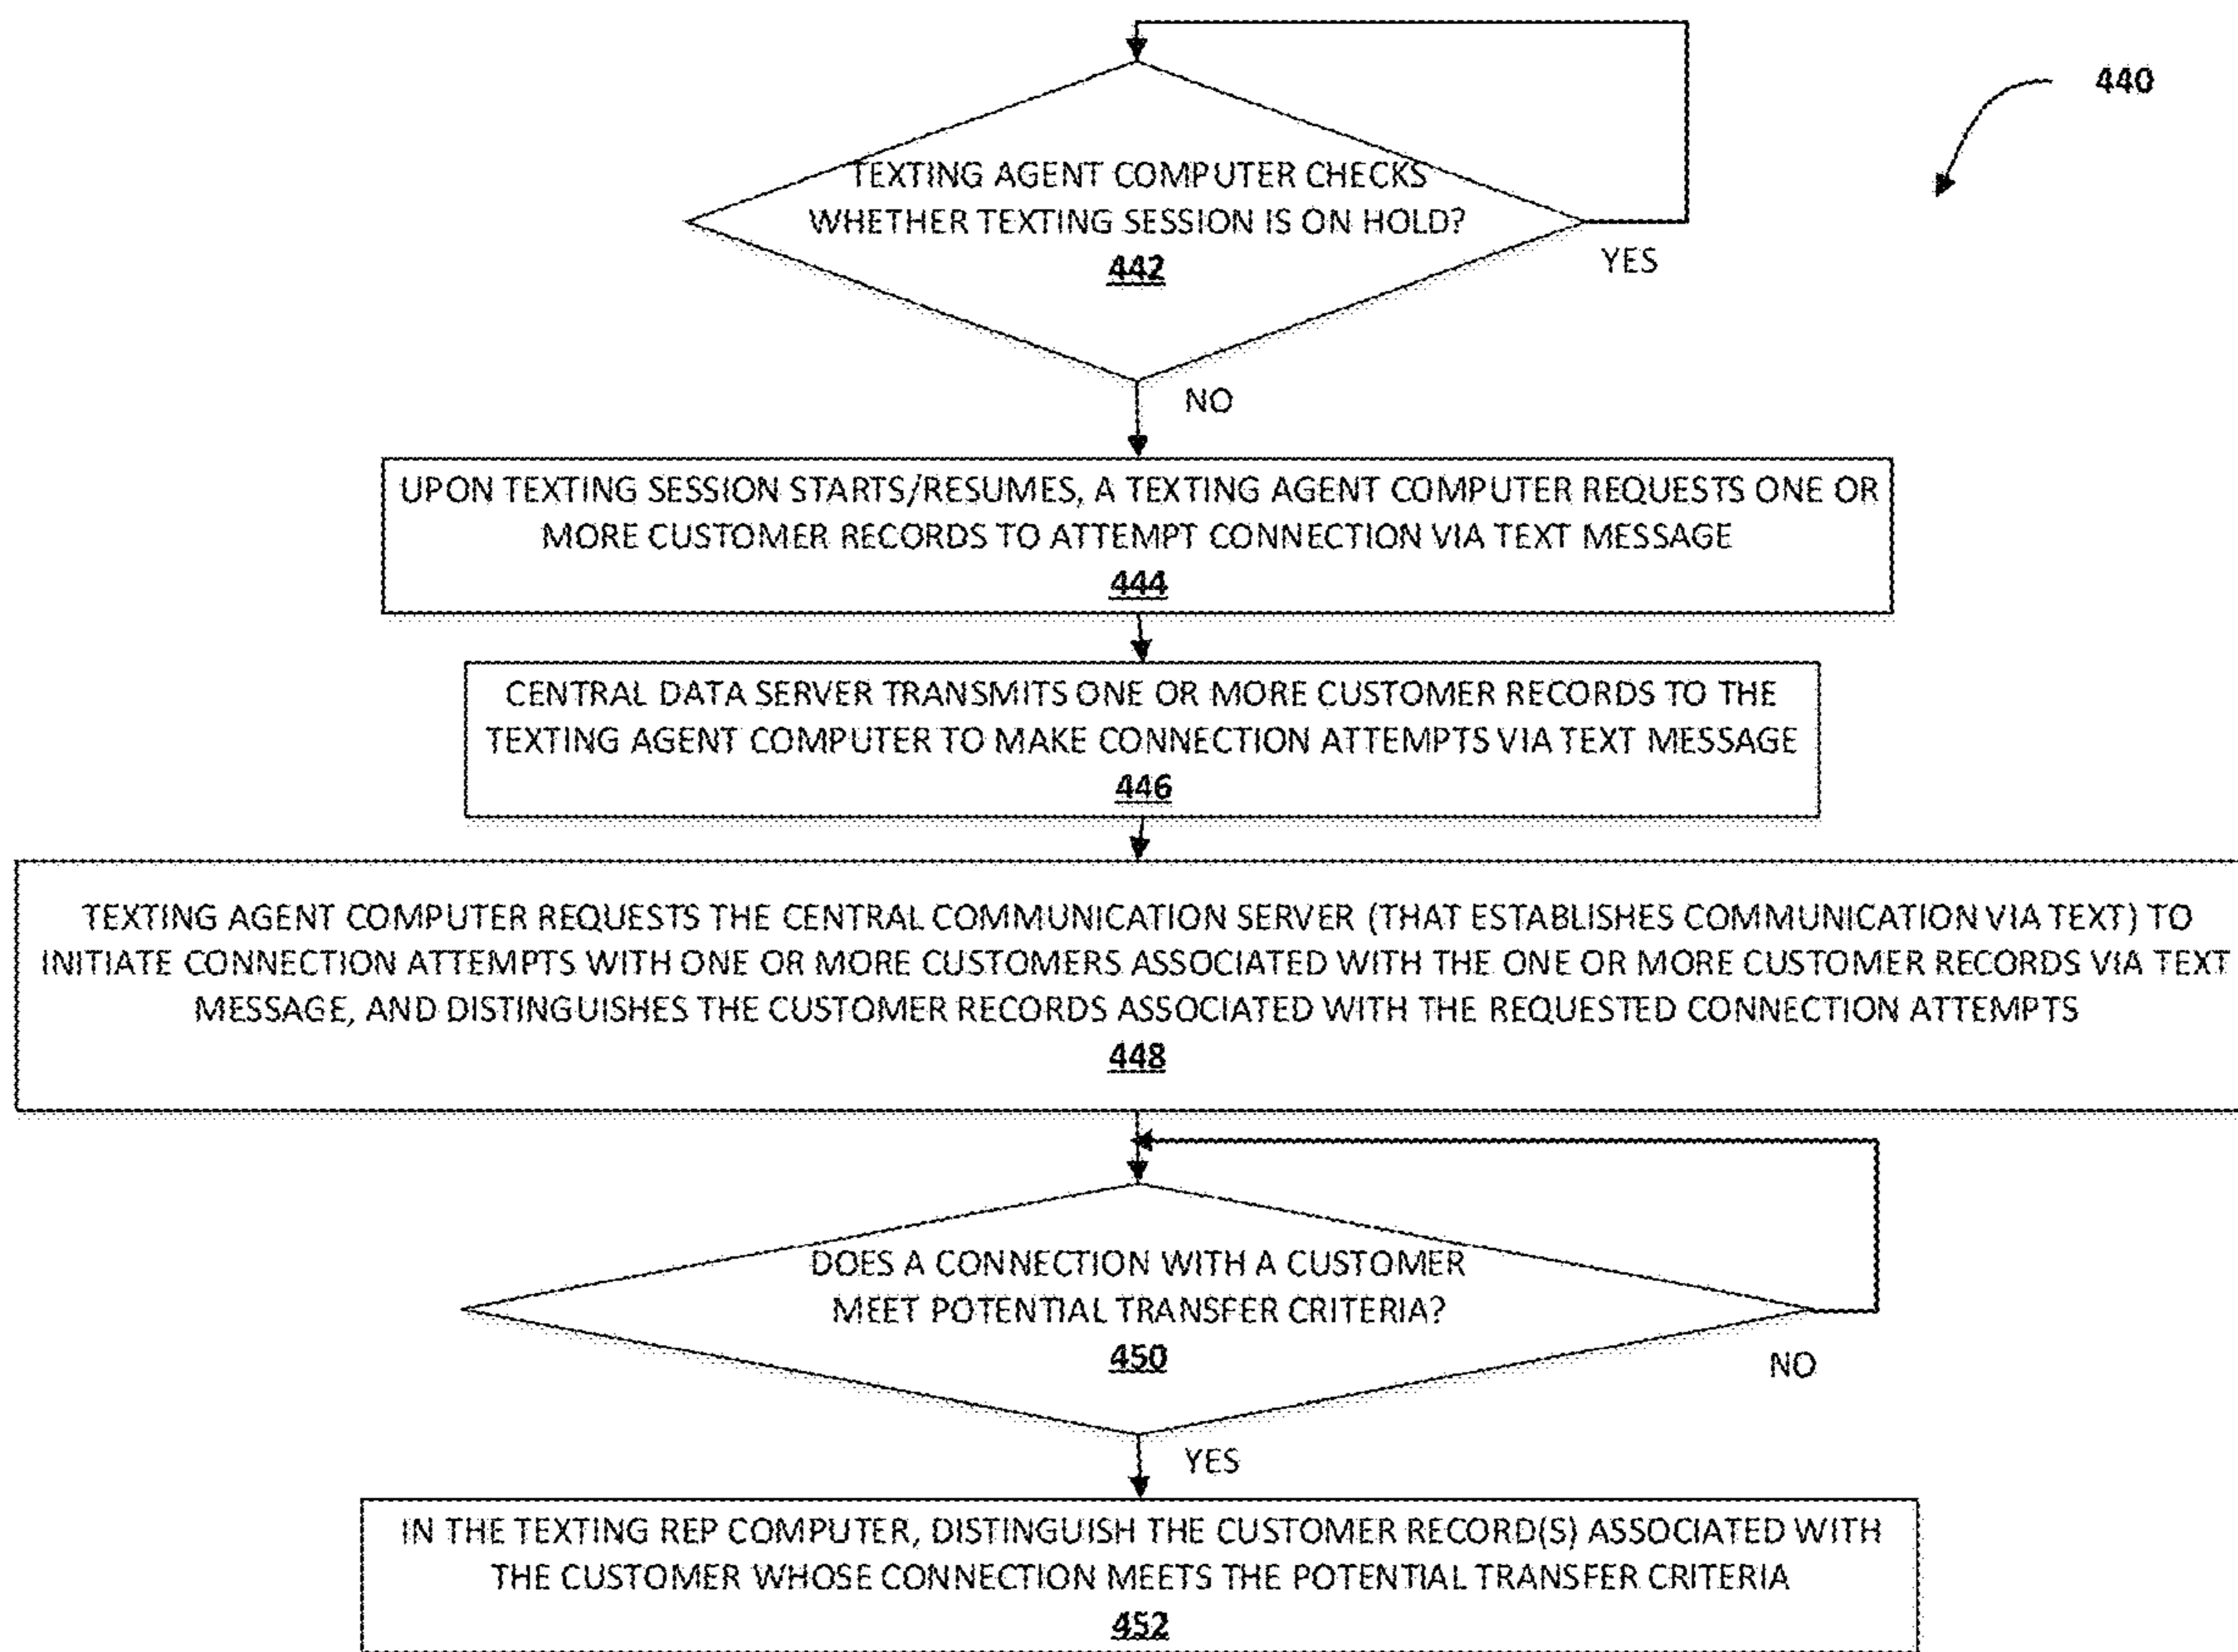 440
TEXTING AGENT COMPUTER CHECKS
WHETHER TEXTING SESSION IS ON HOLD?
442
YES
NO
UPON TEXTING SESSION STARTS/RESUMES, A TEXTING AGENT COMPUTER REQUESTS ONE OR
MORE CUSTOMER RECORDS TO ATTEMPT CONNECTION VIA TEXT MESSAGE
444
CENTRAL DATA SERVER TRANSMITS ONE OR MORE CUSTOMER RECORDS TO THE
TEXTING AGENT COMPUTER TO MAKE CONNECTION ATTEMPTS VIA TEXT MESSAGE
446
TEXTING AGENT COMPUTER REQUESTS THE CENTRAL COMMUNICATION SERVER (THAT ESTABLISHES COMMUNICATION VIA TEXT) TO
INITIATE CONNECTION ATTEMPTS WITH ONE OR MORE CUSTOMERS ASSOCIATED WITH THE ONE OR MORE CUSTOMER RECORDS VIA TEXT
MESSAGE, AND DISTINGUISHES THE CUSTOMER RECORDS ASSOCIATED WITH THE REQUESTED CONNECTION ATTEMPTS
448
DOES A CONNECTION WITH A CUSTOMER
MEET POTENTIAL TRANSFER CRITERIA?
450
NO
YES
IN THE TEXTING REP COMPUTER, DISTINGUISH THE CUSTOMER RECORD(S) ASSOCIATED WITH
THE CUSTOMER WHOSE CONNECTION MEETS THE POTENTIAL TRANSFER CRITERIA
452